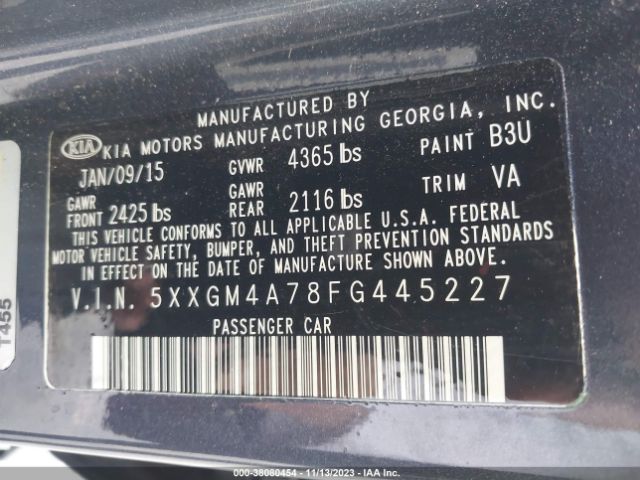 MANUFACTURED BY
KIA KIA MOTORS MANUFACTURING GEORGIA, INC.
JAN/09/15 GVWR 4365 lbs PAINT B3U
GAWR FRONT 2425 lbs GAWR REAR 2116 lbs TRIM VA
THIS VEHICLE CONFORMS TO ALL APPLICABLE U.S.A. FEDERAL
MOTOR VEHICLE SAFETY, BUMPER, AND THEFT PREVENTION STANDARDS
IN EFFECT ON THE DATE OF MANUFACTURE SHOWN ABOVE.
V.I.N. 5XXGM4A78FG445227
PASSENGER CAR
T455
000-38080454 - 11/13/2023 - IAA Inc.